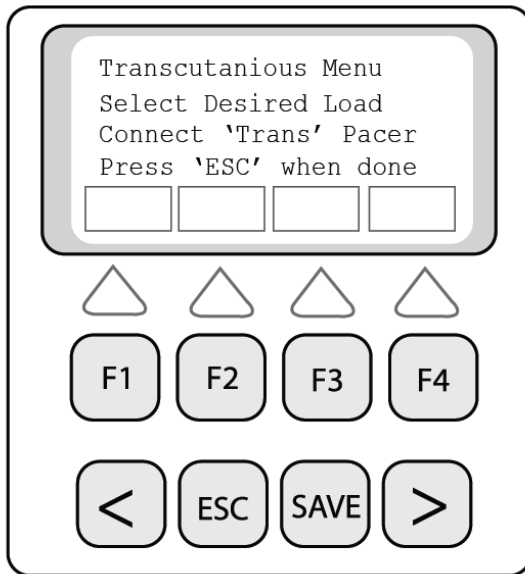 Transcutanious Menu
Select Desired Load
Connect ‘Trans’ Pacer
Press ‘ESC’ when done
F1 F2 F3 F4
< ESC SAVE >